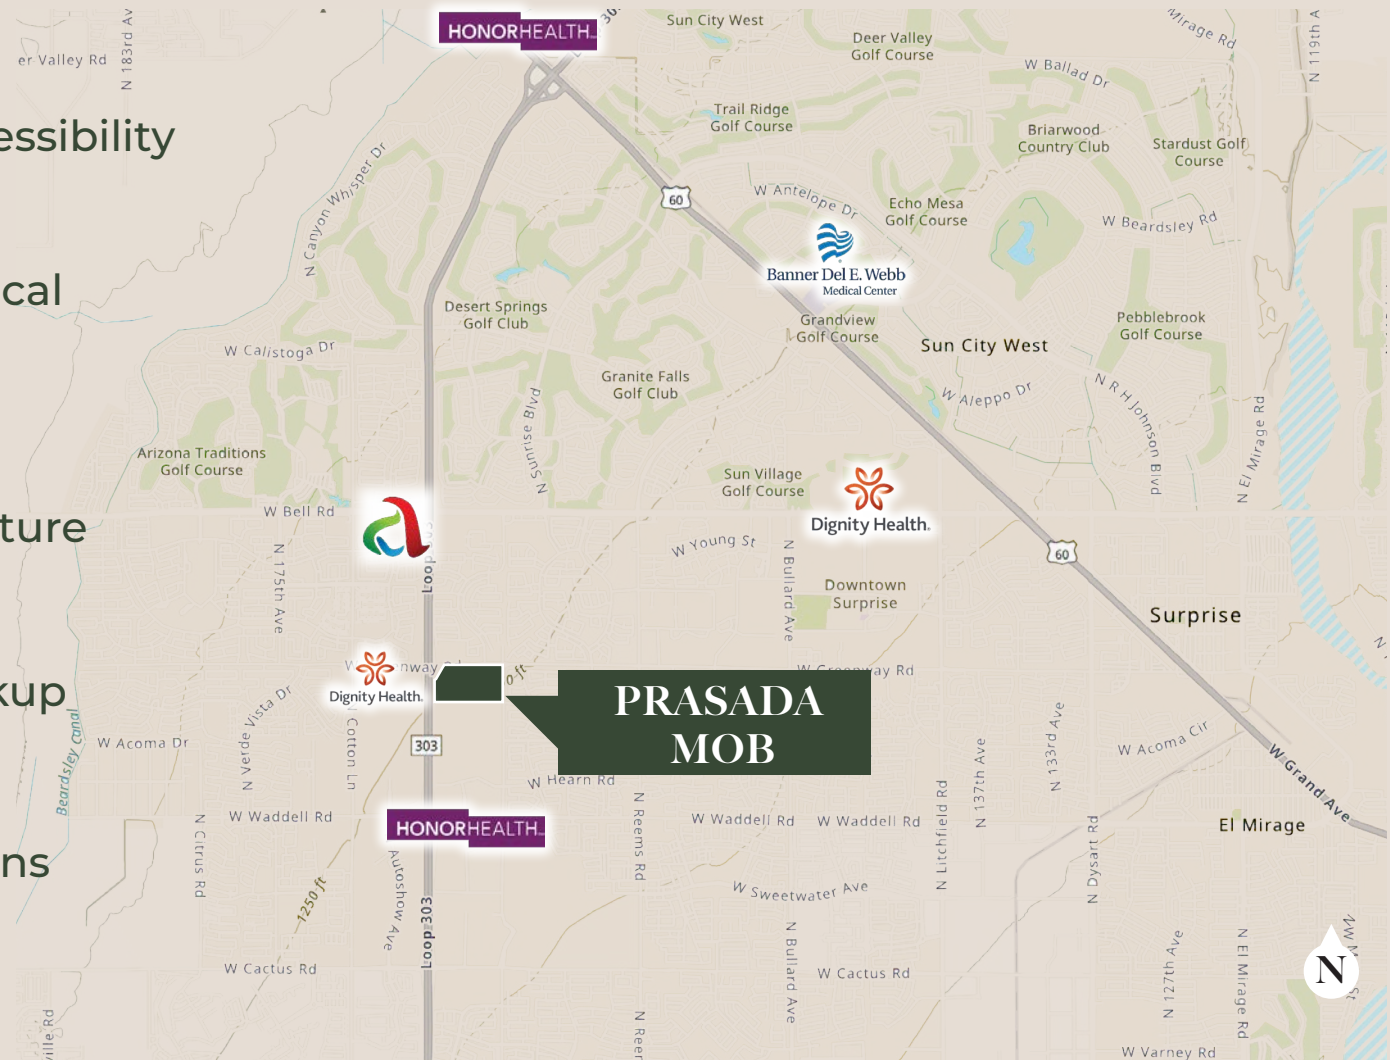 HONORHEALTH
Sun City West
Mirage Rd
N 119th A
er Valley Rd
N 183rd Av
Deer Valley
Golf Course
W Ballad Dr
essibility
Trail Ridge
Golf Course
Briarwood
Country Club
Stardust Golf
Course
N Canyon Whisper Dr
60
W Antelope Dr
Echo Mesa
Golf Course
W Beardsley Rd
Banner Del E. Webb
Medical Center
cal
Desert Springs
Golf Club
Grandview
Golf Course
Sun City West
Pebblebrook
Golf Course
W Calistoga Dr
Granite Falls
Golf Club
W Aleppo Dr
N R H Johnson Blvd
N El Mirage Rd
N Sunrise Blvd
Arizona Traditions
Golf Course
Sun Village
Golf Course
Dignity Health.
W Bell Rd
a
Loop
ture
N 175th Ave
W Young St
N Bullard Ave
60
Downtown
Surprise
Surprise
Dignity Health.
W Greenway Rd
PRASADA
MOB
kup
N Verde Vista Dr
N Cotton Ln
303
W Acoma Dr
Beardsley Canal
W Hearn Rd
N 133rd Ave
W Acoma Cir
N 137th Ave
W Grand Ave
N Citrus Rd
W Waddell Rd
HONORHEALTH
N Reems Rd
W Waddell Rd
W Waddell Rd
N Litchfield Rd
N Dysart Rd
El Mirage
ns
1250 ft
Autoshow Ave
Loop 303
W Sweetwater Ave
N Bullard Ave
W Cactus Rd
W Cactus Rd
N 127th Ave
N El Mirage Rd
N
ville Rd
N Reer
W Varney Rd